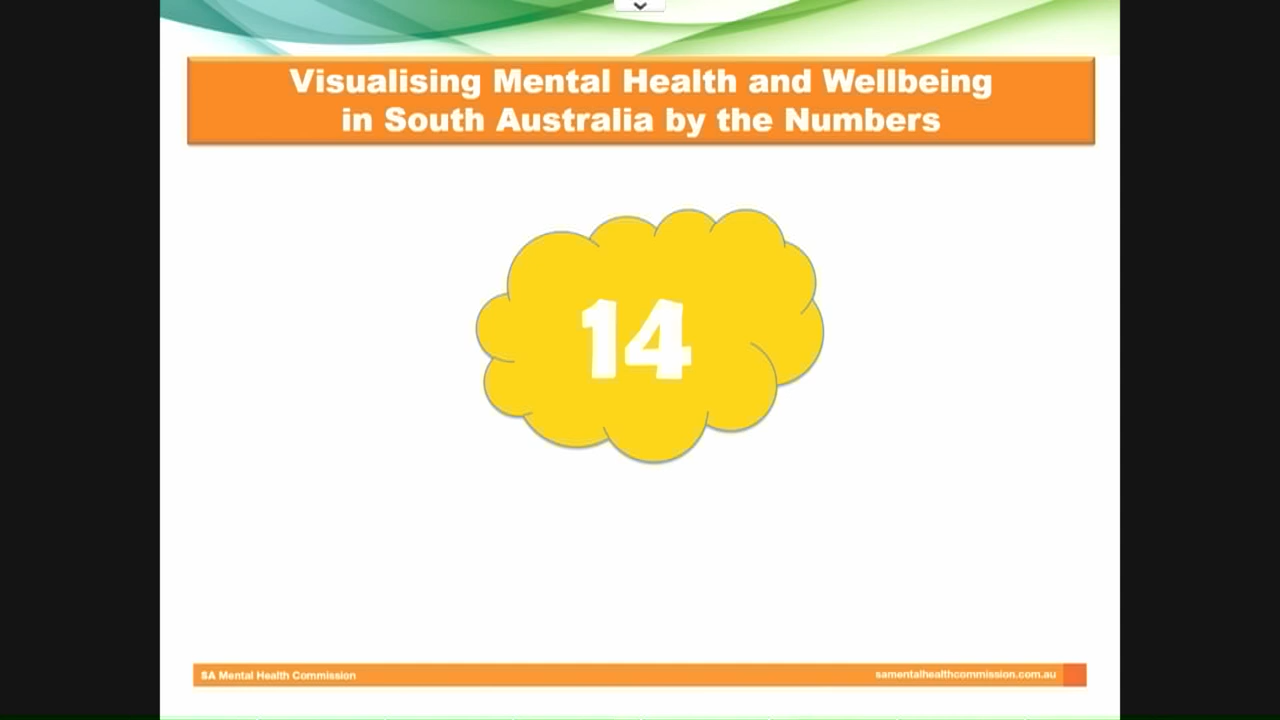 Visualising Mental Health and Wellbeing
in South Australia by the Numbers
14
SA Mental Health Commission
samentalhealthcommission.com.au